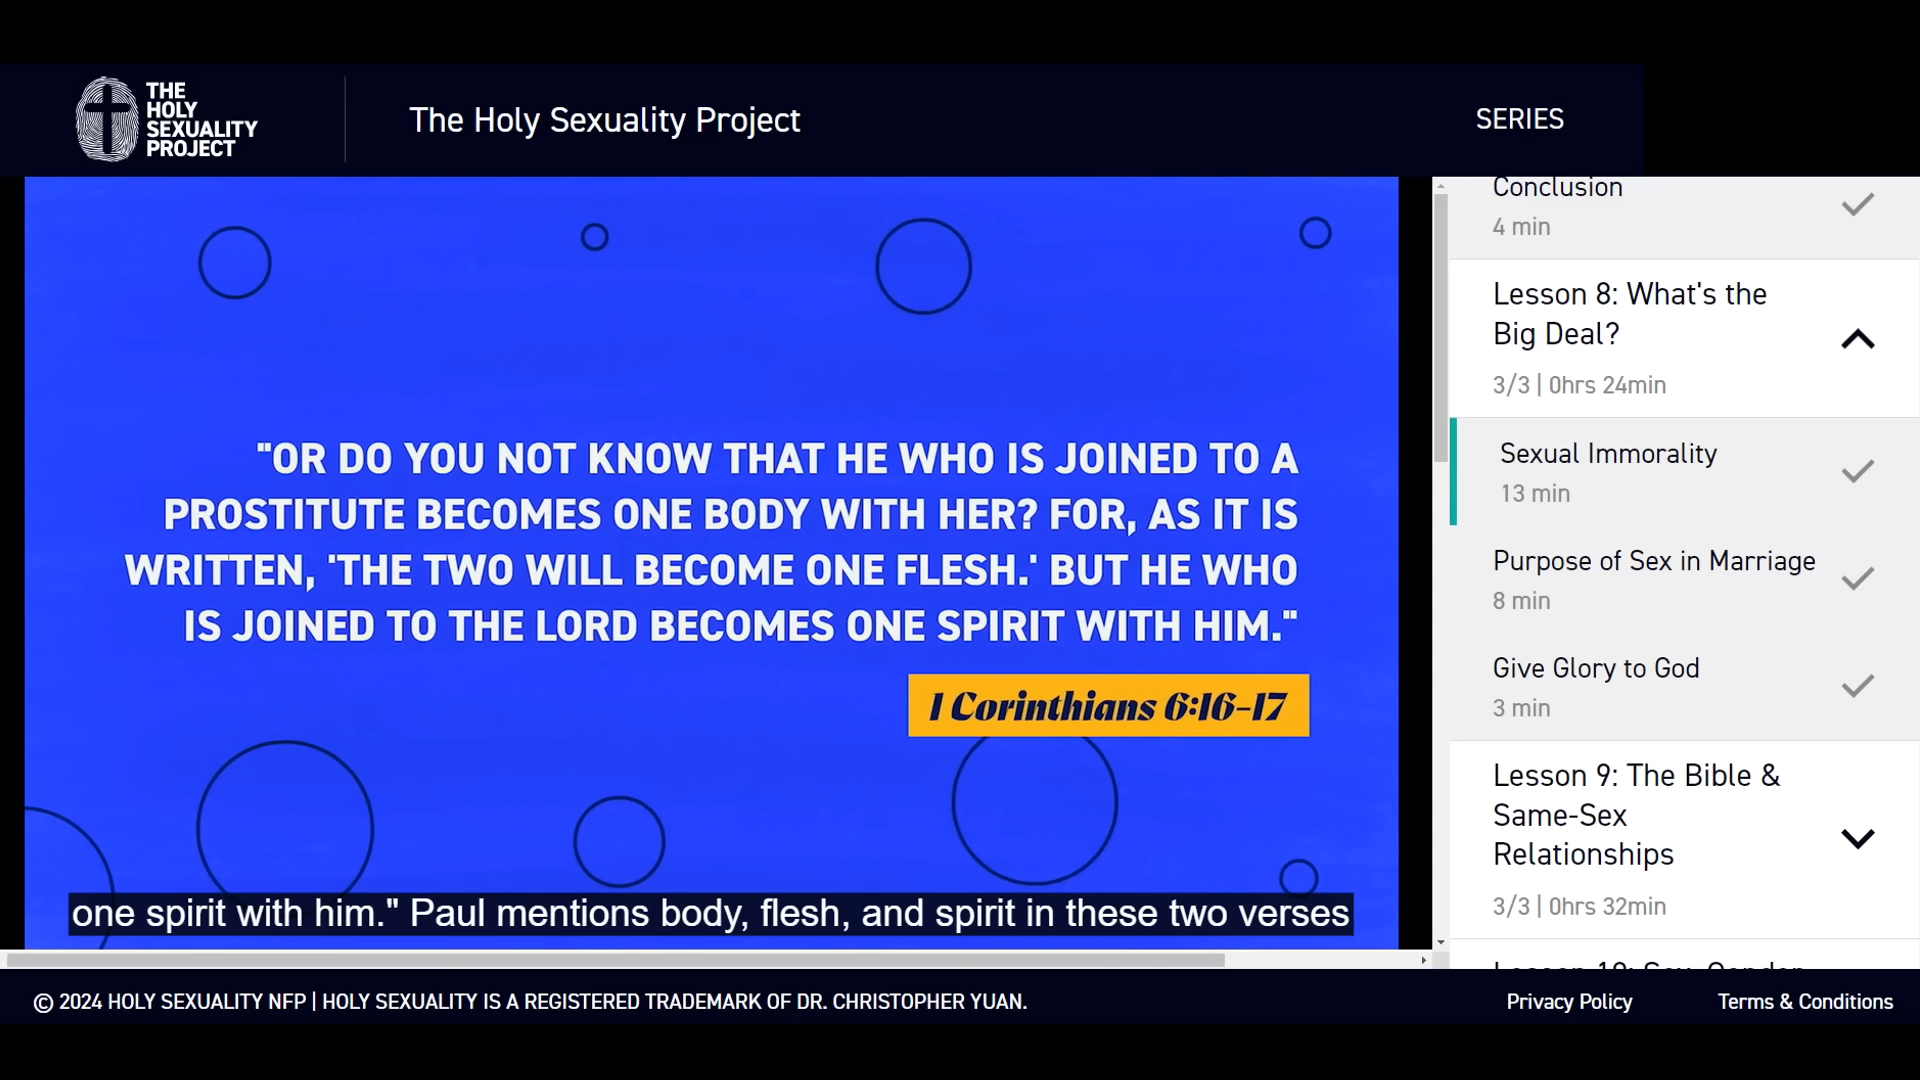 THE
HOLY
SEXUALITY
PROJECT
The Holy Sexuality Project
SERIES
"OR DO YOU NOT KNOW THAT HE WHO IS JOINED TO A
PROSTITUTE BECOMES ONE BODY WITH HER? FOR, AS IT IS
WRITTEN, 'THE TWO WILL BECOME ONE FLESH.' BUT HE WHO
IS JOINED TO THE LORD BECOMES ONE SPIRIT WITH HIM."
1 Corinthians 6:16-17
one spirit with him." Paul mentions body, flesh, and spirit in these two verses
Conclusion
4 min
Lesson 8: What's the
Big Deal?
3/3 | 0hrs 24min
Sexual Immorality
13 min
Purpose of Sex in Marriage
8 min
Give Glory to God
3 min
Lesson 9: The Bible &
Same-Sex
Relationships
3/3 | 0hrs 32min
© 2024 HOLY SEXUALITY NFP | HOLY SEXUALITY IS A REGISTERED TRADEMARK OF DR. CHRISTOPHER YUAN.
Privacy Policy
Terms & Conditions